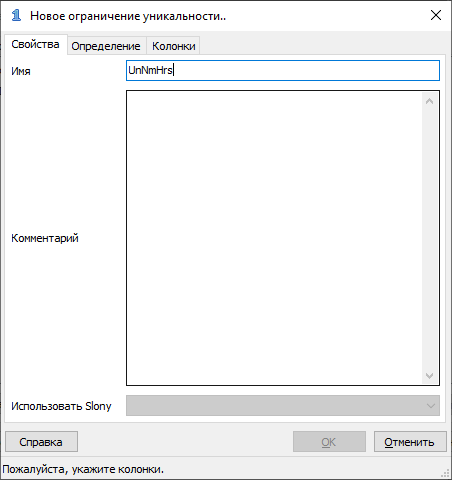 Новое ограничение уникальности..
Свойства Определение Колонки
Имя UnNmHrs
Комментарий
Использовать Slony
Справка OK Отменить
Пожалуйста, укажите колонки.